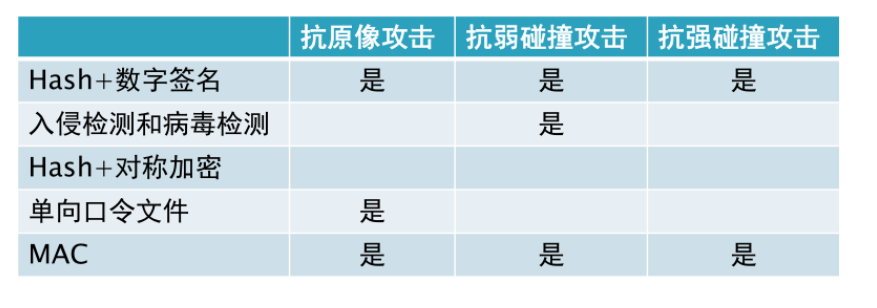 抗原像攻击 抗弱碰撞攻击 抗强碰撞攻击
Hash+数字签名 是 是 是
入侵检测和病毒检测 是
Hash+对称加密
单向口令文件 是
MAC 是 是 是